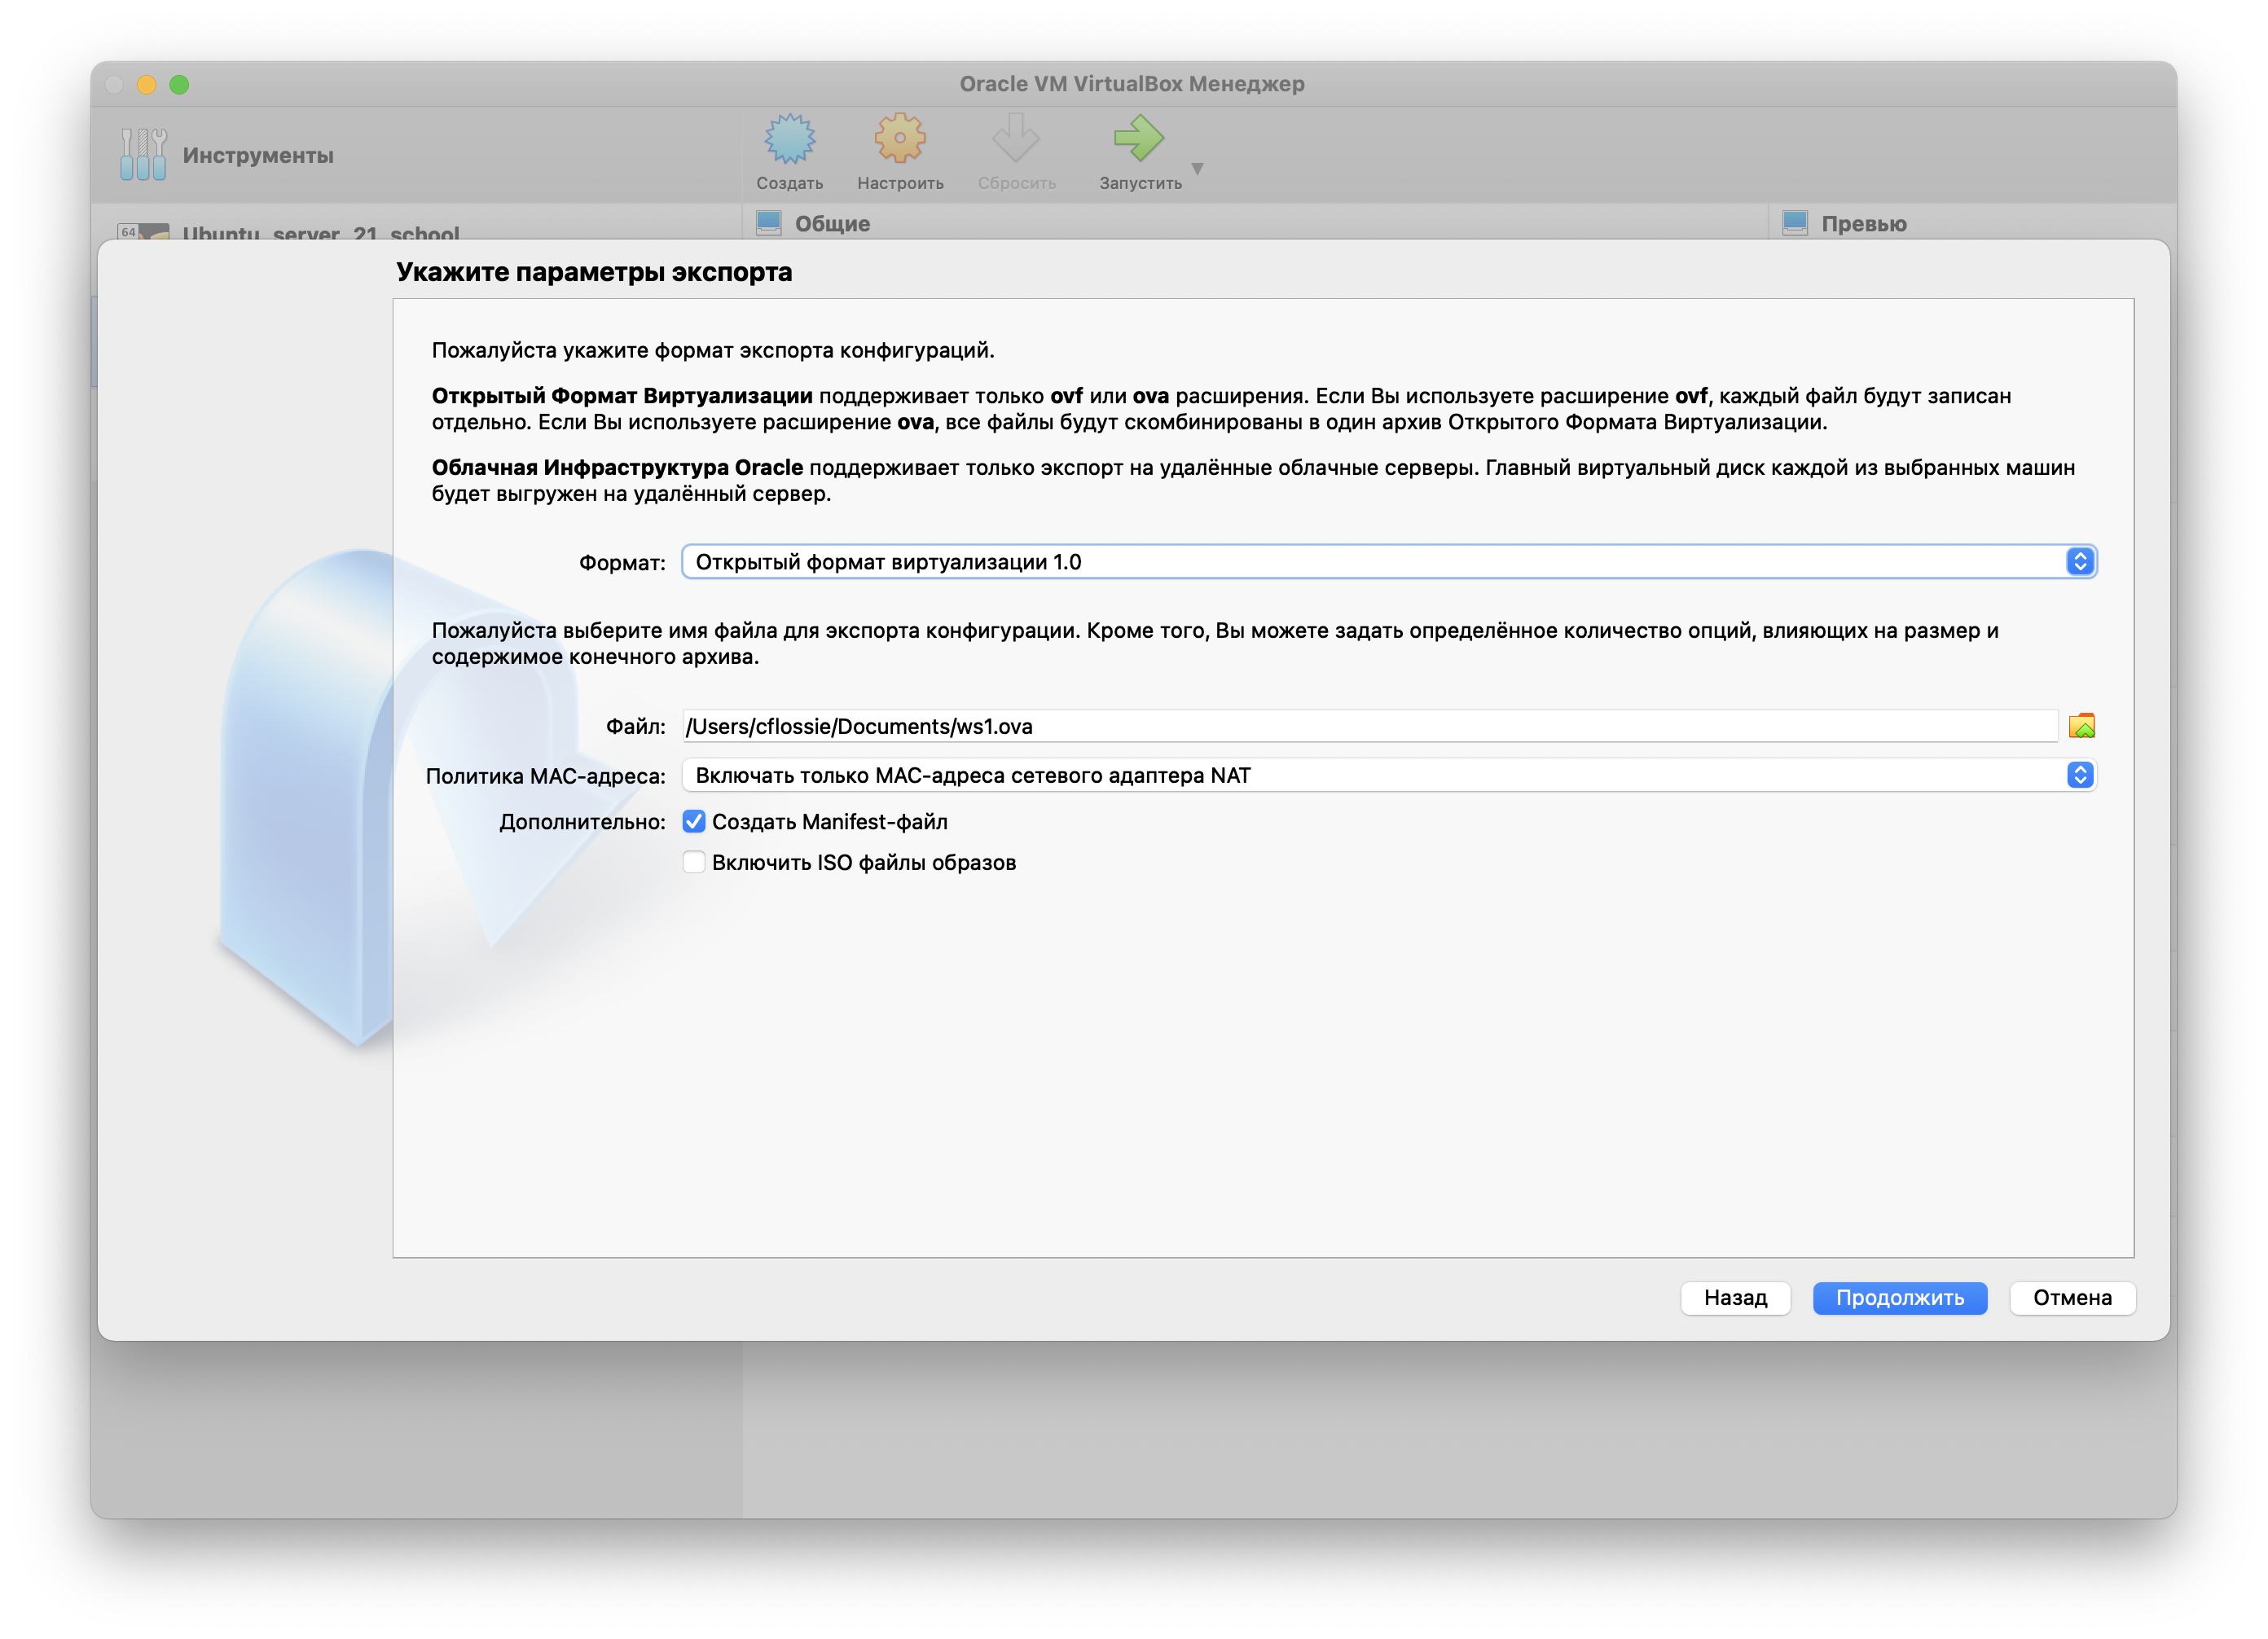 Oracle VM VirtualBox Менеджер
Инструменты
Создать
Настроить
Сбросить
Запустить
64
Ubuntu_server_21_school
Общие
Превью
Укажите параметры экспорта
Пожалуйста укажите формат экспорта конфигураций.
Открытый Формат Виртуализации поддерживает только ovf или ova расширения. Если Вы используете расширение ovf, каждый файл будут записан
отдельно. Если Вы используете расширение ova, все файлы будут скомбинированы в один архив Открытого Формата Виртуализации.
Облачная Инфраструктура Oracle поддерживает только экспорт на удалённые облачные серверы. Главный виртуальный диск каждой из выбранных машин
будет выгружен на удалённый сервер.
Формат: Открытый формат виртуализации 1.0
Пожалуйста выберите имя файла для экспорта конфигурации. Кроме того, Вы можете задать определённое количество опций, влияющих на размер и
содержимое конечного архива.
Файл: /Users/cflossie/Documents/ws1.ova
Политика MAC-адреса: Включать только MAC-адреса сетевого адаптера NAT
Дополнительно: Создать Manifest-файл
Включить ISO файлы образов
Назад
Продолжить
Отмена